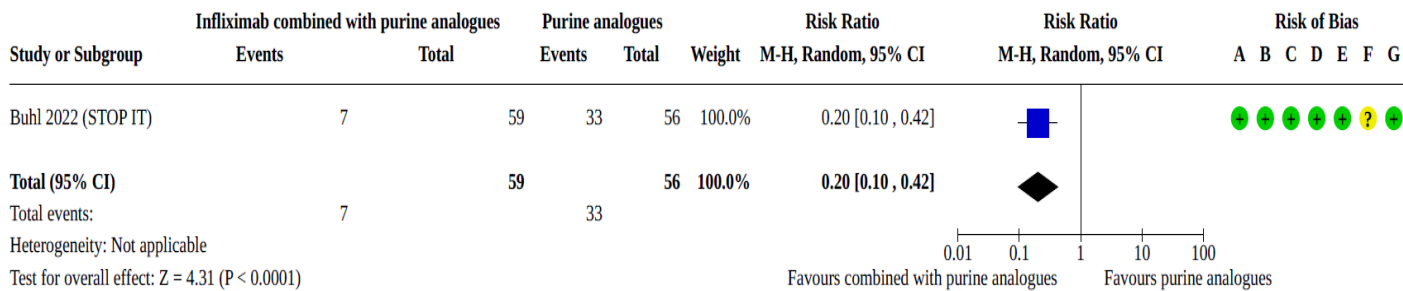 Infliximab combined with purine analogues Purine analogues Risk Ratio Risk Ratio Risk of Bias
Study or Subgroup Events Total Events Total Weight M-H, Random, 95% CI M-H, Random, 95% CI A B C D E F G
Buhl 2022 (STOP IT) 7 59 33 56 100.0% 0.20 [0.10 , 0.42] + + + + + ? +
Total (95% CI) 59 56 100.0% 0.20 [0.10 , 0.42]
Total events: 7 33
Heterogeneity: Not applicable 0.01 0.1 1 10 100
Test for overall effect: Z = 4.31 (P < 0.0001) Favours combined with purine analogues Favours purine analogues